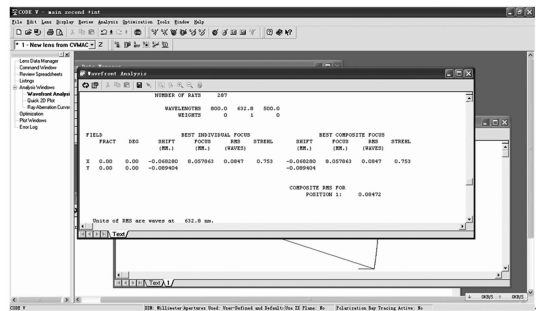 CODE V - main second +int
File Edit Lens Display Review Analysis Optimization Tools Window Help
* 1 - New lens from CVMAC Z
Lens Data Manager
Command Window
Review Spreadsheets
Listings
Analysis Windows
Wavefront Analysi
Quick 2D Plot
Ray Aberration Curve
Optimization
Plot Windows
Error Log
Wavefront Analysis
NUMBER OF RAYS 287
WAVELENGTHS 800.0 632.8 500.0
WEIGHTS 0 1 0
FIELD BEST INDIVIDUAL FOCUS BEST COMPOSITE FOCUS
FRACT DEG SHIFT FOCUS RMS STREHL SHIFT FOCUS RMS STREHL
(MM.) (MM.) (WAVES) (MM.) (MM.) (WAVES)
X 0.00 0.00 -0.068280 8.057863 0.0847 0.753 -0.068280 8.057863 0.0847 0.753
Y 0.00 0.00 -0.089404 -0.089404
COMPOSITE RMS FOR
POSITION 1: 0.08472
Units of RMS are waves at 632.8 nm.
Text
Text 1
CODE V DIM: Millimeter Apertures Used: User-Defined and Default: Use ZX Plane: No Polarization Ray Tracing Active: No